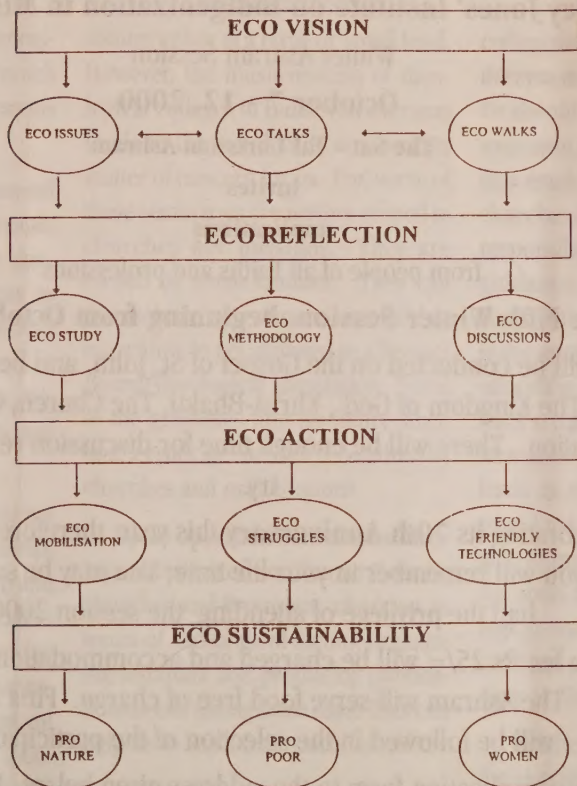 ECO VISION
ECO ISSUES
ECO TALKS
ECO WALKS
ECO REFLECTION
ECO STUDY
ECO
METHODOLOGY
ECO
DISCUSSIONS
ECO ACTION
ECO
MOBILISATION
ECO
STRUGGLES
ECO
FRIENDLY
TECHNOLOGIES
ECO SUSTAINABILITY
PRO
NATURE
PRO
POOR
PRO
WOMEN